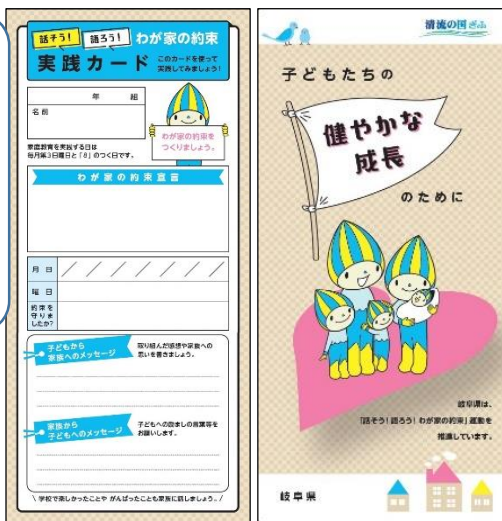 話そう! 語ろう! わが家の約束
実践カード
このカードを使って
実践してみましょう!
年 組
名前
わが家の約束を
つくりましょう。
家庭教育を実践する日は
毎月第3日曜日と「8」のつく日です。
わが家の約束宣言
月 日
曜 日
約束を
守りま
したか?
子どもから
家族へのメッセージ
取り組んだ感想や家族への
思いを書きましょう。
家族から
子どもへのメッセージ
子どもへの励ましの言葉等を
お願いします。
学校で楽しかったことや がんばったことも家族に話しましょう。
清流の国ぎふ
子どもたちの
健やかな
成長
のために
岐阜県は、
「話そう!語ろう!わが家の約束」運動を
推進しています。
岐阜県